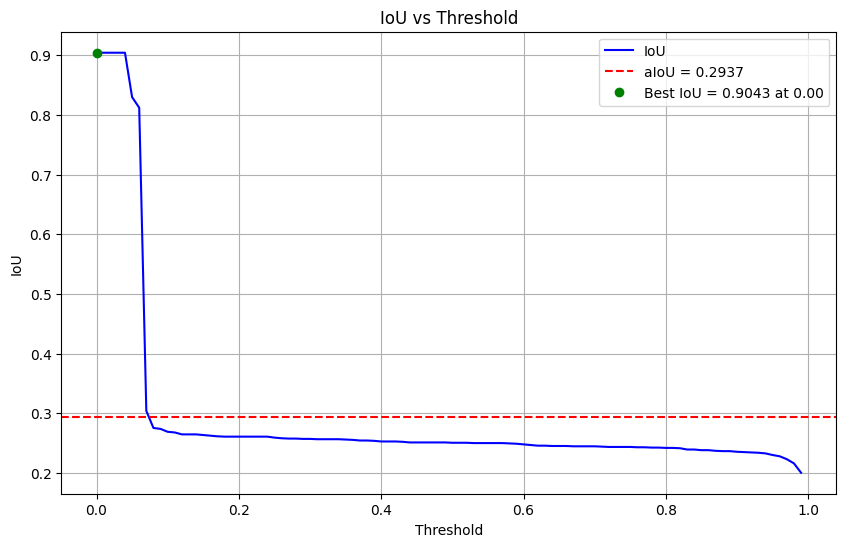 IoU vs Threshold
IoU
aIoU = 0.2937
Best IoU = 0.9043 at 0.00
0.9
0.8
0.7
0.6
0.5
0.4
0.3
0.2
IoU
0.0 0.2 0.4 0.6 0.8 1.0
Threshold